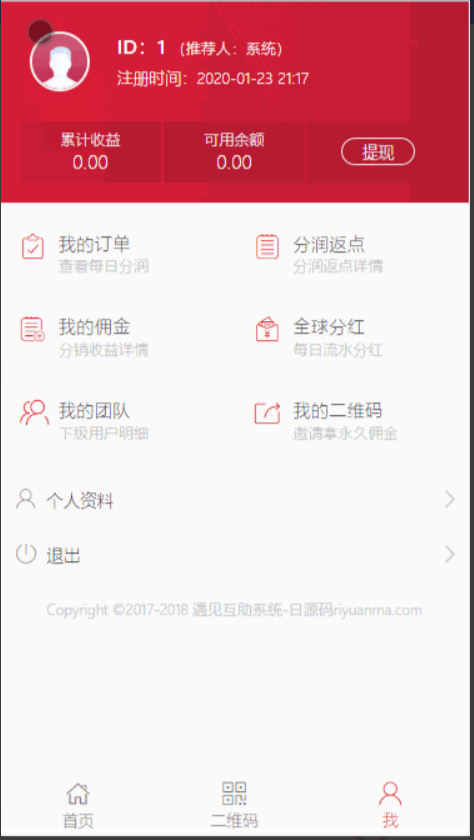 ID：1 （推荐人：系统）
注册时间：2020-01-23 21:17
累计收益 可用余额
0.00 0.00 提现
我的订单 分润返点
查看每日分润 分润返点详情
我的佣金 全球分红
分销收益详情 每日流水分红
我的团队 我的二维码
下级用户明细 邀请拿永久佣金
个人资料
退出
Copyright ©2017-2018 遇见互助系统-日源码riyuanma.com
首页 二维码 我